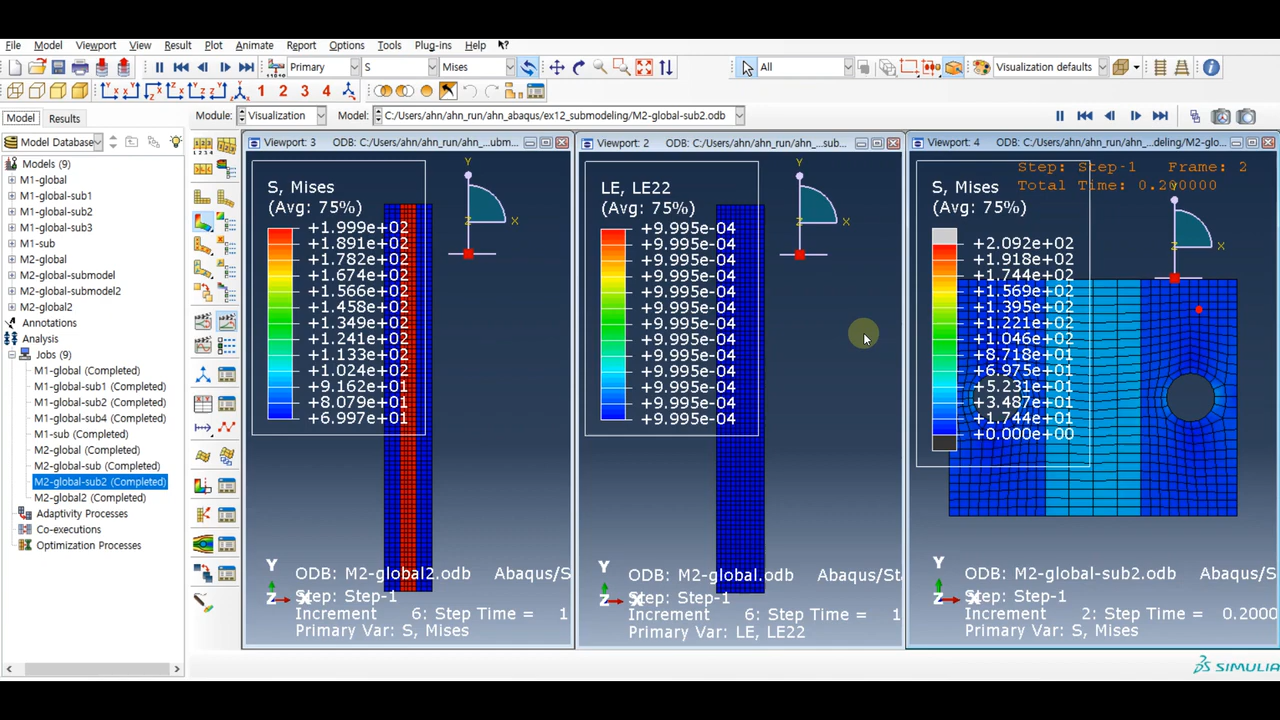 File Model Viewport View Result Plot Animate Report Options Tools Plug-ins Help
Primary S Mises All Visualization defaults
1 2 3 4
Model Results Module: Visualization Model: C:/Users/ahn/ahn_run/ahn_abaqus/ex12_submodeling/M2-global-sub2.odb
Model Database
Models (9)
M1-global
M1-global-sub1
M1-global-sub2
M1-global-sub3
M1-sub
M2-global
M2-global-submodel
M2-global-submodel2
M2-global2
Annotations
Analysis
Jobs (9)
M1-global (Completed)
M1-global-sub1 (Completed)
M1-global-sub2 (Completed)
M1-global-sub4 (Completed)
M1-sub (Completed)
M2-global (Completed)
M2-global-sub (Completed)
M2-global-sub2 (Completed)
M2-global2 (Completed)
Adaptivity Processes
Co-executions
Optimization Processes
Viewport: 3 ODB: C:/Users/ahn/ahn_run/ahn_...ubm...
S, Mises
(Avg: 75%)
+1.999e+02
+1.891e+02
+1.782e+02
+1.674e+02
+1.566e+02
+1.458e+02
+1.349e+02
+1.241e+02
+1.133e+02
+1.024e+02
+9.162e+01
+8.079e+01
+6.997e+01
Y
X
Z
ODB: M2-global2.odb Abaqus/S
Step: Step-1
Increment 6: Step Time = 1
Primary Var: S, Mises
Y
Z X
Viewport: 2 ODB: C:/Users/ahn/ahn_run/ahn_...sub...
LE, LE22
(Avg: 75%)
+9.995e-04
+9.995e-04
+9.995e-04
+9.995e-04
+9.995e-04
+9.995e-04
+9.995e-04
+9.995e-04
+9.995e-04
+9.995e-04
+9.995e-04
+9.995e-04
+9.995e-04
Y
X
Z
ODB: M2-global.odb Abaqus/St
Step: Step-1
Increment 6: Step Time = 1
Primary Var: LE, LE22
Y
Z X
Viewport: 4 ODB: C:/Users/ahn/ahn_run/ahn_...deling/M2-glo...
Step: Step-1 Frame: 2
Total Time: 0.200000
S, Mises
(Avg: 75%)
+2.092e+02
+1.918e+02
+1.744e+02
+1.569e+02
+1.395e+02
+1.221e+02
+1.046e+02
+8.718e+01
+6.975e+01
+5.231e+01
+3.487e+01
+1.744e+01
+0.000e+00
Y
X
Z
ODB: M2-global-sub2.odb Abaqus/S
Step: Step-1
Increment 2: Step Time = 0.2000
Primary Var: S, Mises
Y
Z X
SIMULIA